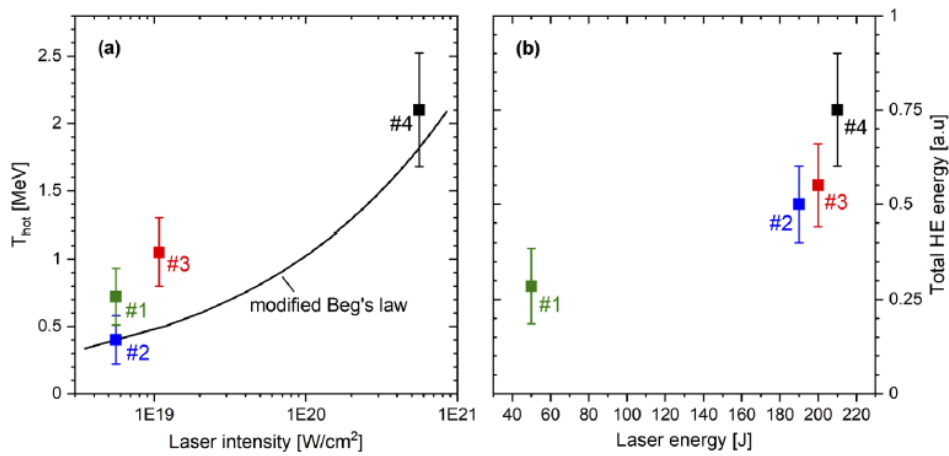 (a)
2.5
2
1.5
1
0.5
0
T_hot [MeV]
#4
#3
#1
#2
modified Beg's law
1E19
1E20
1E21
Laser intensity [W/cm²]
(b)
1
0.75
0.5
0.25
0
Total HE energy [a.u]
#4
#3
#2
#1
40 60 80 100 120 140 160 180 200 220
Laser energy [J]